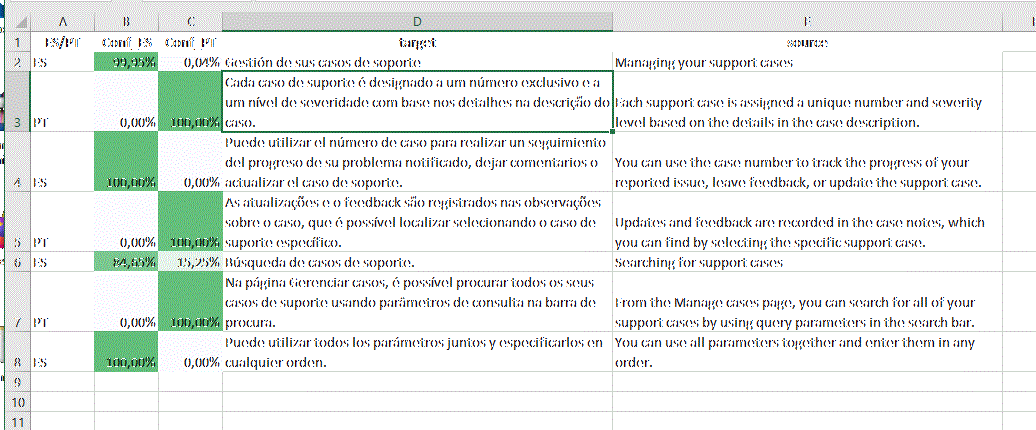 A B C D E
1 ES/PT Conf_ES Conf_PT target source
2 ES 99,95% 0,04% Gestión de sus casos de soporte Managing your support cases
Cada caso de suporte é designado a um número exclusivo e a
um nível de severidade com base nos detalhes na descrição do Each support case is assigned a unique number and severity
3 PT 0,00% 100,00% caso. level based on the details in the case description.
Puede utilizar el número de caso para realizar un seguimiento
del progreso de su problema notificado, dejar comentarios o You can use the case number to track the progress of your
4 ES 100,00% 0,00% actualizar el caso de soporte. reported issue, leave feedback, or update the support case.
As atualizações e o feedback são registrados nas observações
sobre o caso, que é possível localizar selecionando o caso de Updates and feedback are recorded in the case notes, which
5 PT 0,00% 100,00% suporte específico. you can find by selecting the specific support case.
6 ES 15,25% Búsqueda de casos de soporte. Searching for support cases
Na página Gerenciar casos, é possível procurar todos os seus
casos de suporte usando parâmetros de consulta na barra de From the Manage cases page, you can search for all of your
7 PT 0,00% 100,00% procura. support cases by using query parameters in the search bar.
Puede utilizar todos los parámetros juntos y especificarlos en You can use all parameters together and enter them in any
8 ES 100,00% 0,00% cualquier orden. order.
9
10
11